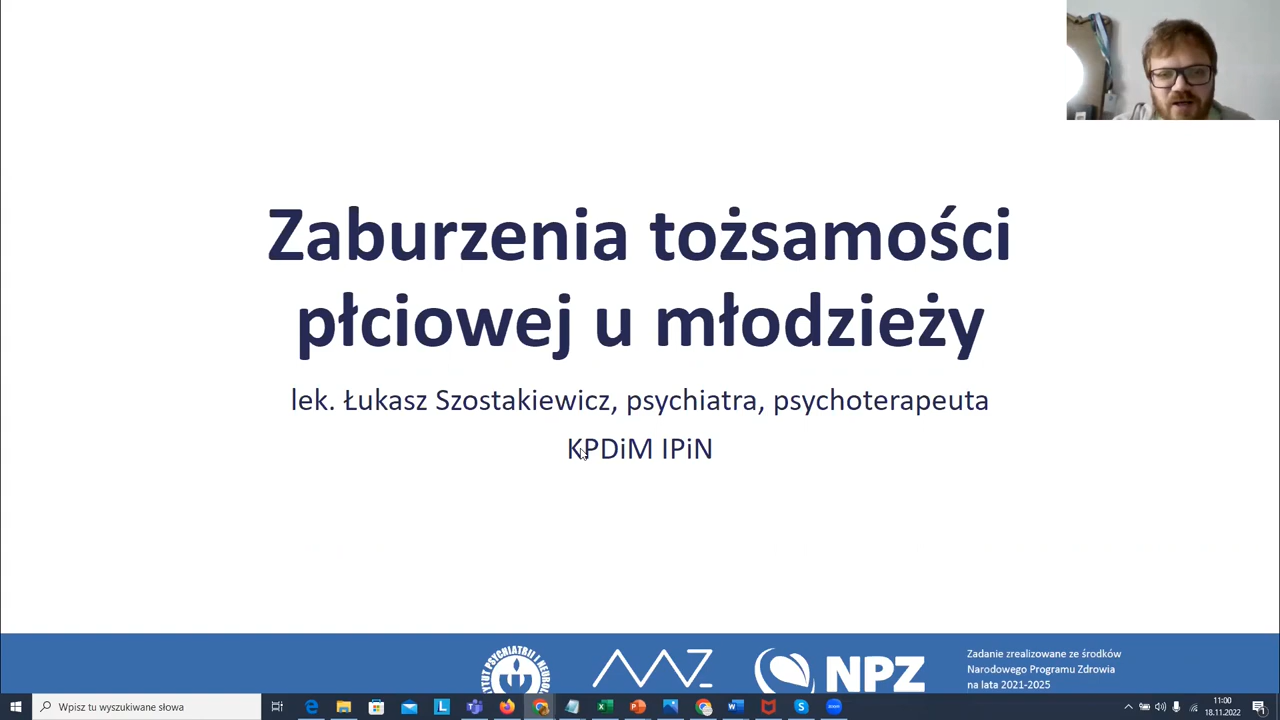 Zaburzenia tożsamości
płciowej u młodzieży
lek. Łukasz Szostakiewicz, psychiatra, psychoterapeuta
KPDiM IPiN
NPZ
Zadanie zrealizowane ze środków
Narodowego Programu Zdrowia
na lata 2021-2025
Wpisz tu wyszukiwane słowa
11:00
18.11.2022